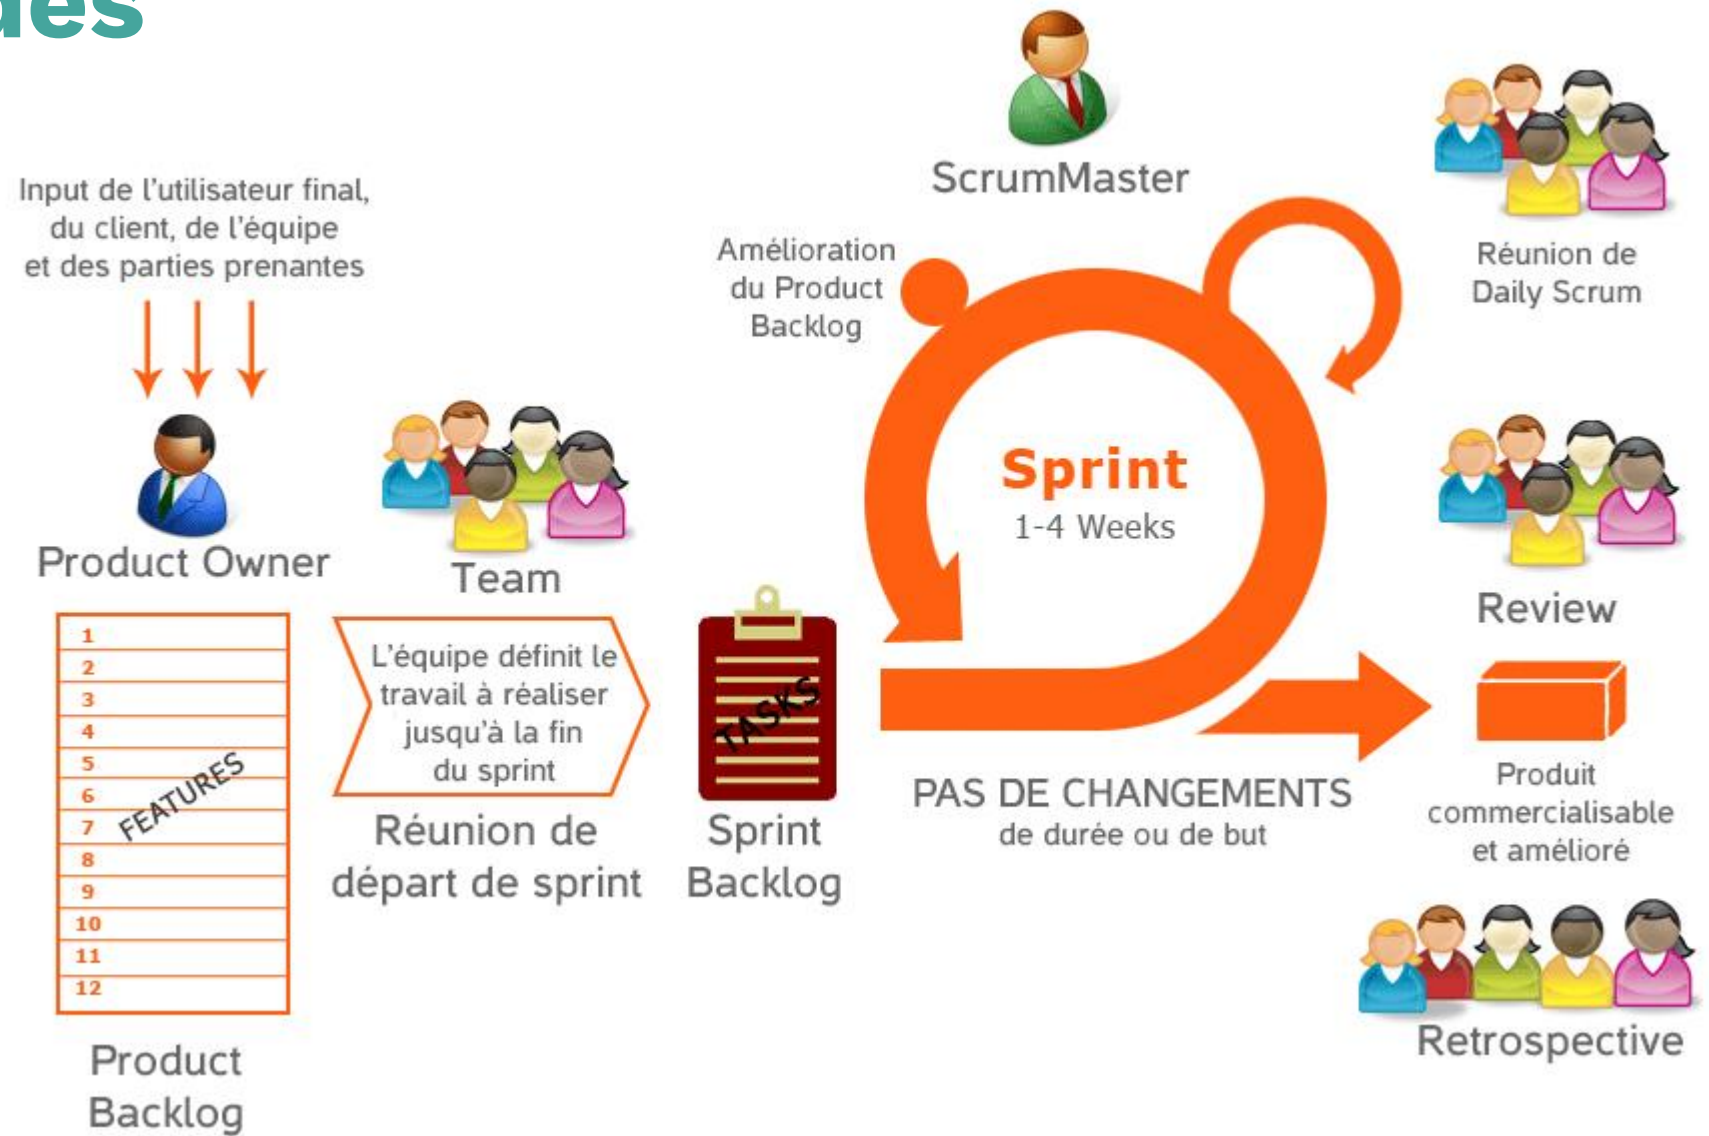 des
Input de l'utilisateur final,
du client, de l'équipe
et des parties prenantes
Product Owner
1
2
3
4
5
6
7
8
9
10
11
12
FEATURES
Product
Backlog
Team
L'équipe définit le
travail à réaliser
jusqu'à la fin
du sprint
Réunion de
départ de sprint
TASKS
Sprint
Backlog
ScrumMaster
Amélioration
du Product
Backlog
Sprint
1-4 Weeks
PAS DE CHANGEMENTS
de durée ou de but
Réunion de
Daily Scrum
Review
Produit
commercialisable
et amélioré
Retrospective